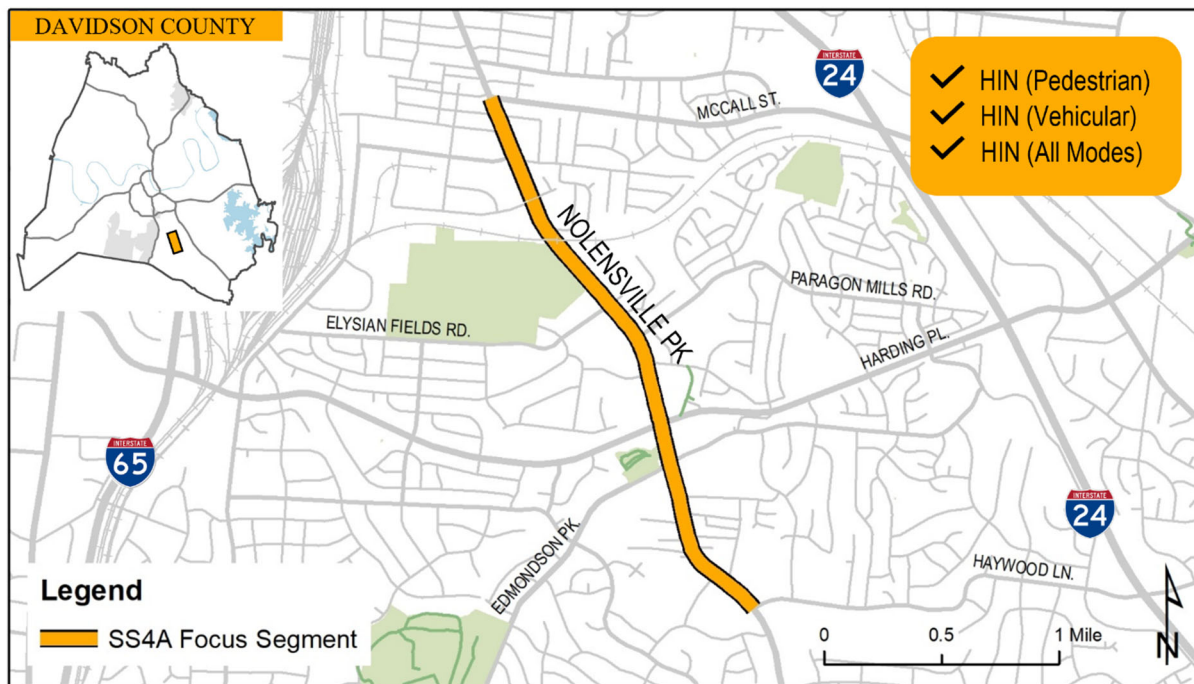 DAVIDSON COUNTY
INTERSTATE
24
HIN (Pedestrian)
HIN (Vehicular)
HIN (All Modes)
MCCALL ST.
NOLENSVILLE PK.
PARAGON MILLS RD.
ELYSIAN FIELDS RD.
HARDING PL.
INTERSTATE
65
INTERSTATE
24
EDMONDSON PK.
HAYWOOD LN.
Legend
SS4A Focus Segment
0 0.5 1 Mile
N